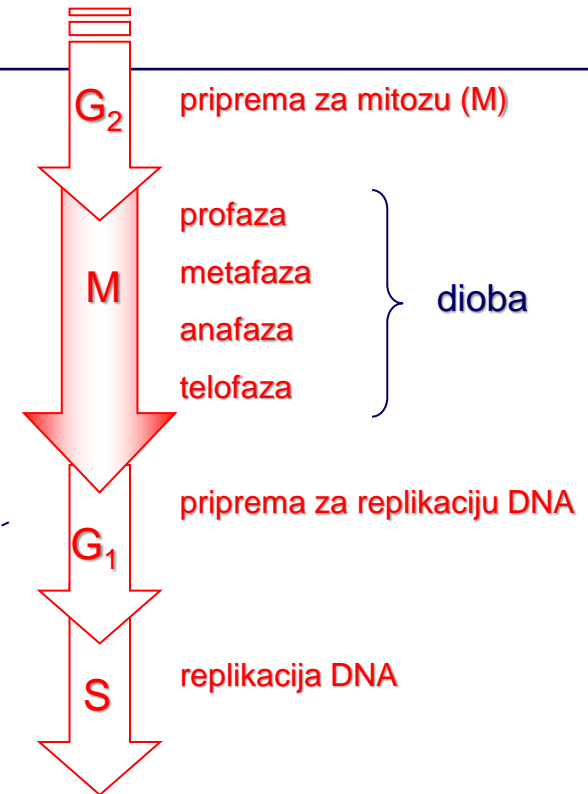 G₂ priprema za mitozu (M)
profaza
metafaza
M
anafaza
telofaza
dioba
priprema za replikaciju DNA
G₁
replikacija DNA
S